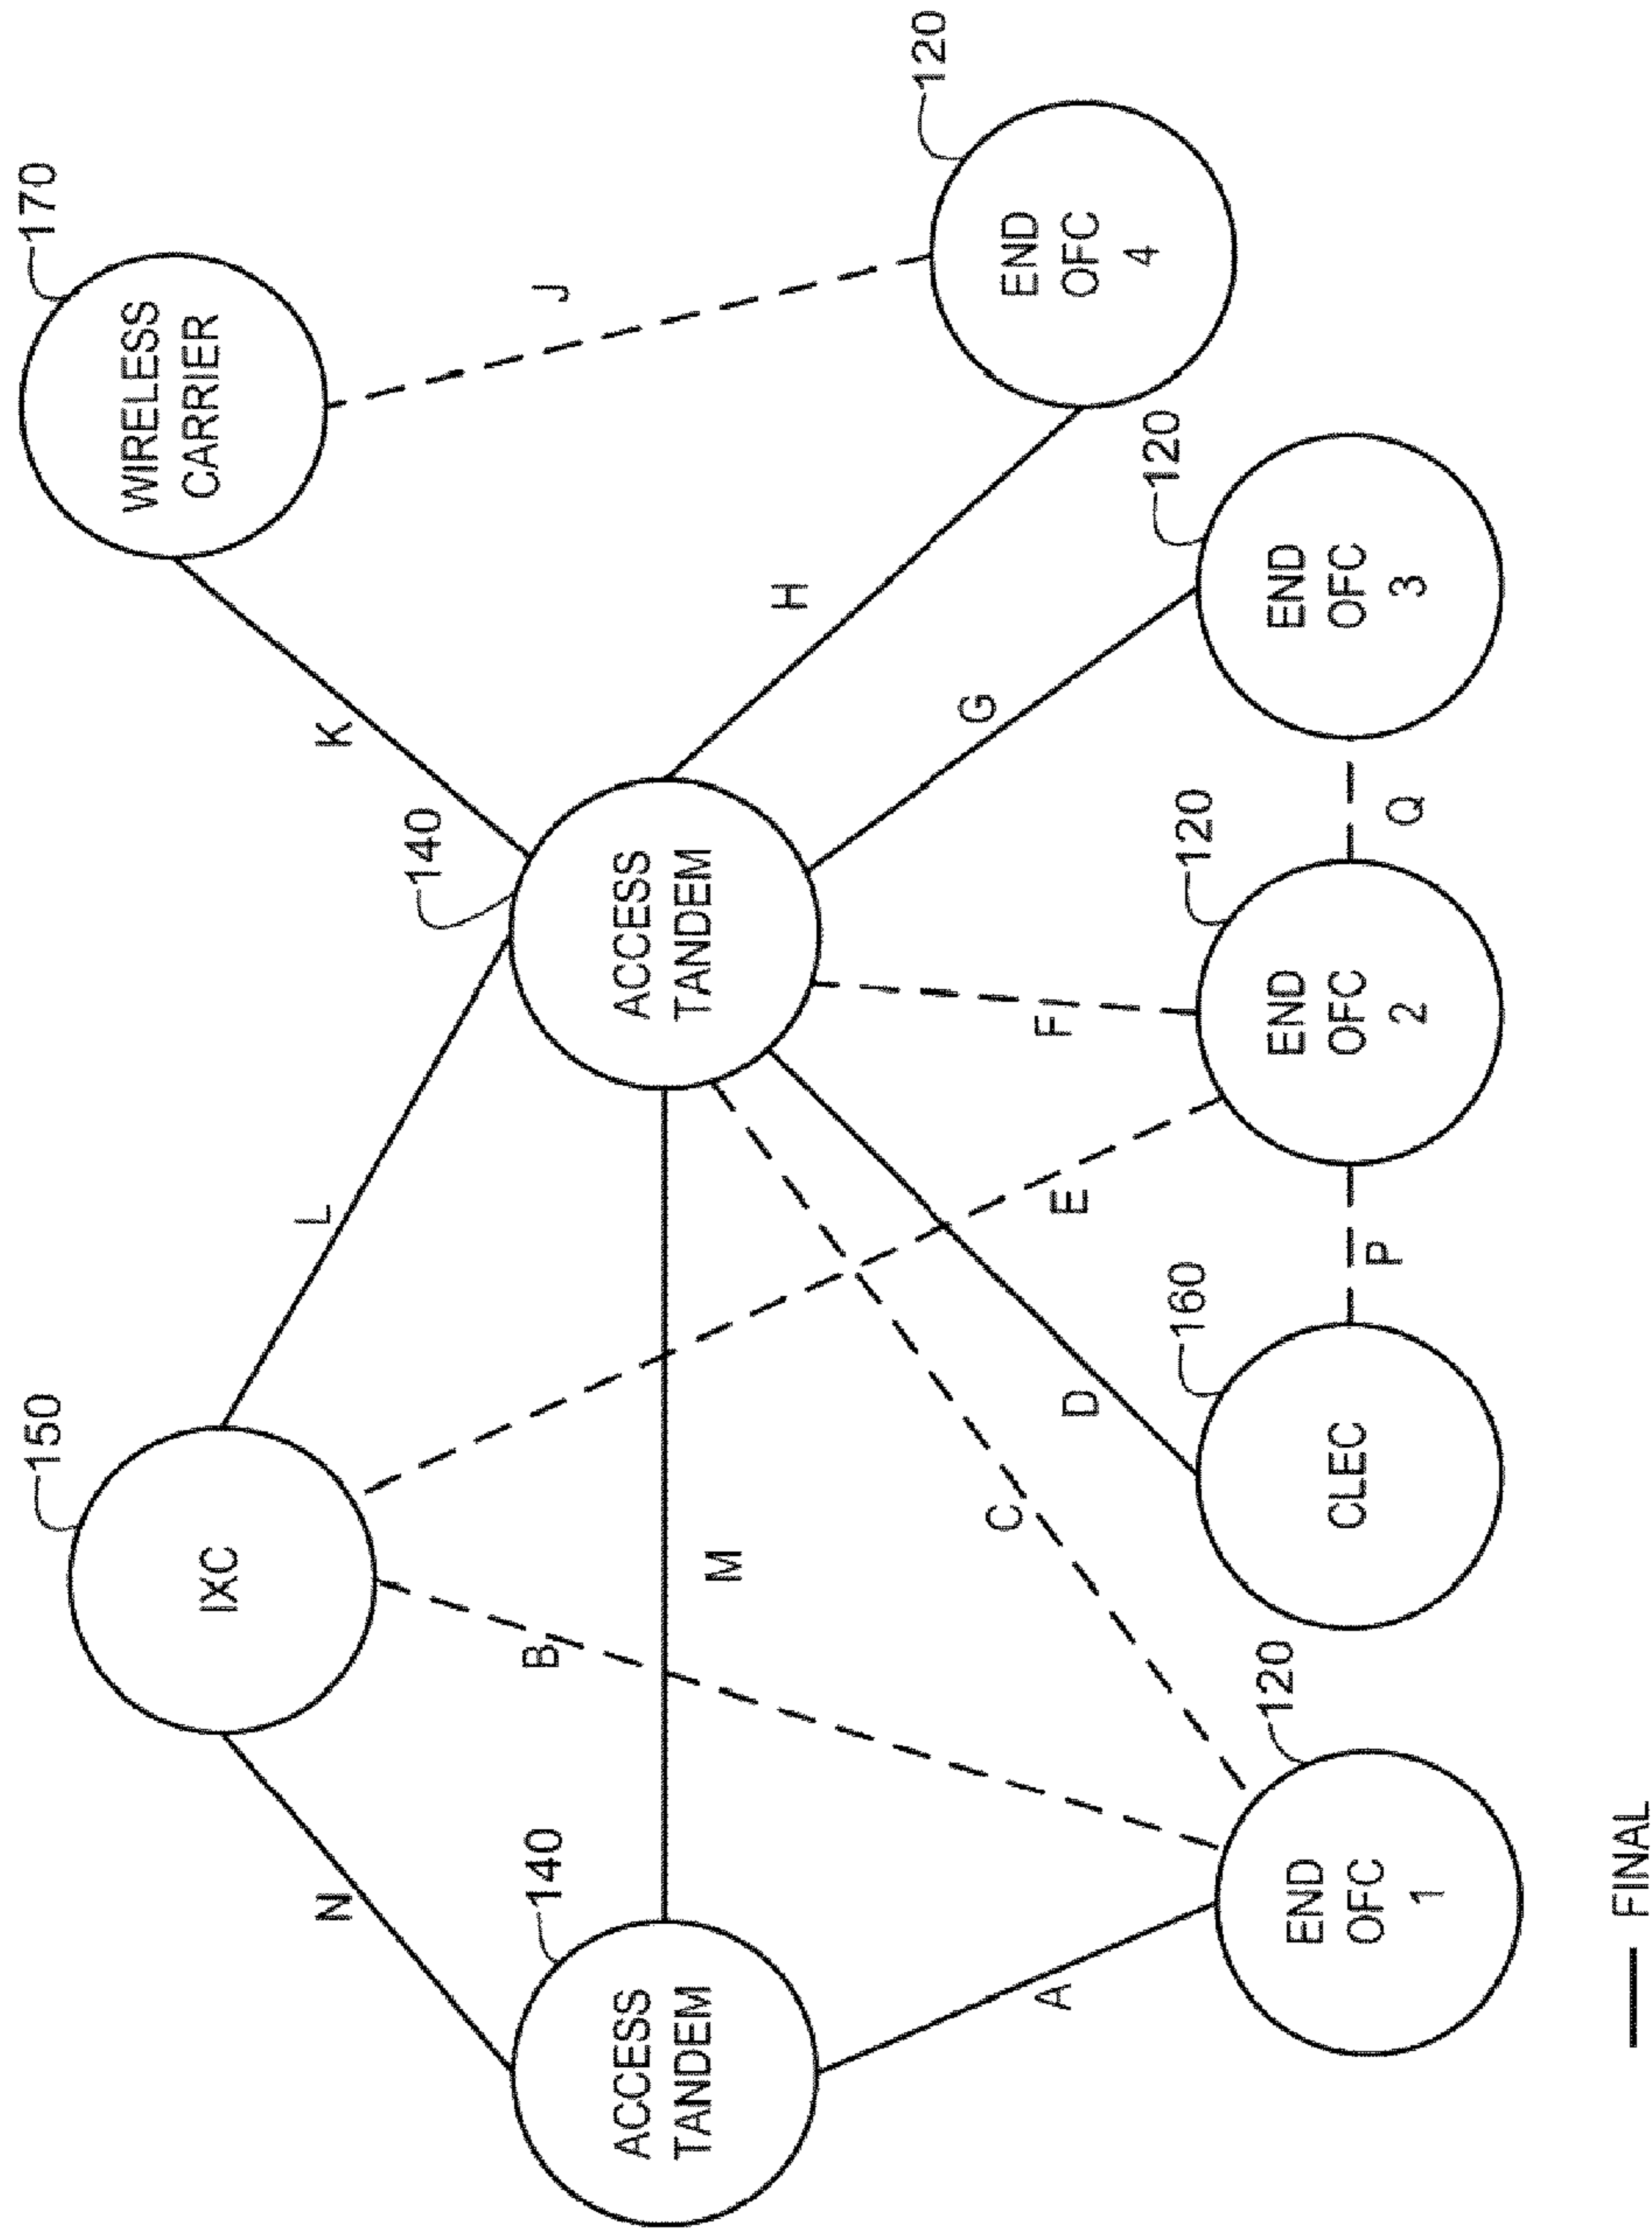 150
IXC
170
WIRELESS
CARRIER
N
L
K
B
J
140
ACCESS
TANDEM
140
ACCESS
TANDEM
M
H
C
E
F
G
A
D
120
END
OFC
1
160
CLEC
P
120
END
OFC
2
Q
120
END
OFC
3
120
END
OFC
4
FINAL